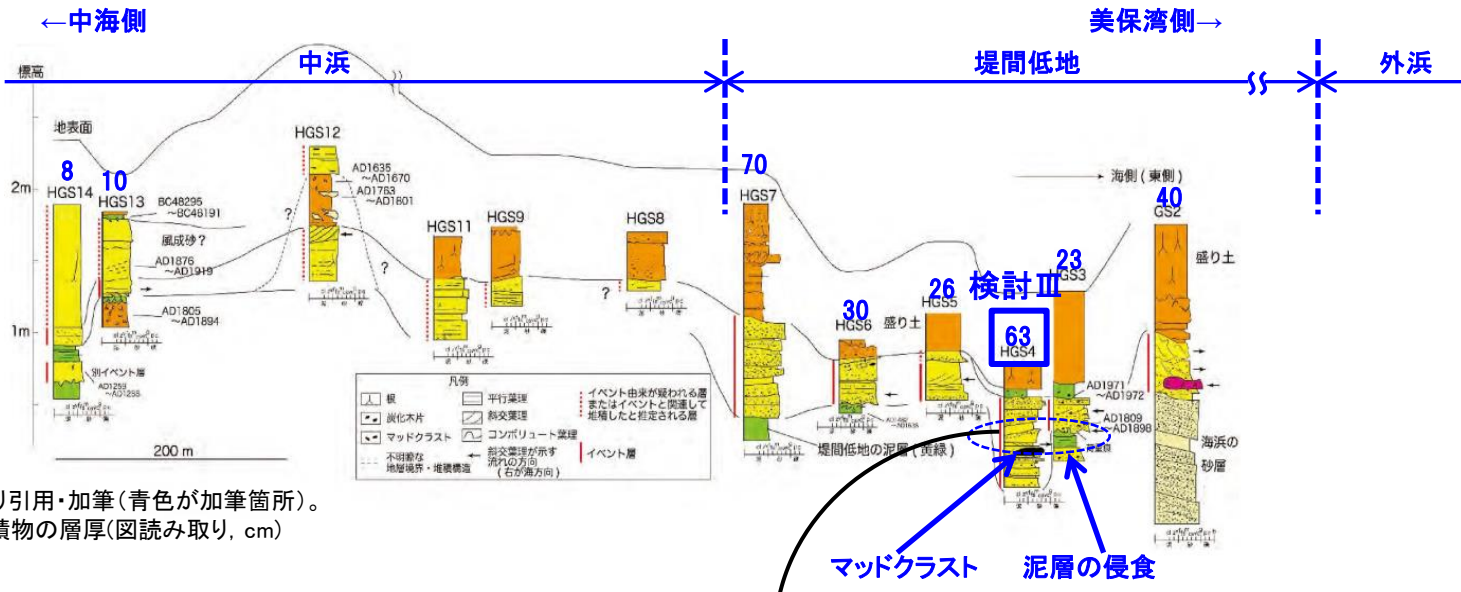 ←中海側
美保湾側→
中浜
堤間低地
外浜
標高
地表面
HGS12
8
HGS14
10
HGS13
BC48295
～BC48191
風成砂?
AD1876
～AD1919
AD1805
～AD1894
AD1635
～AD1670
AD1763
～AD1801
?
?
HGS11
HGS9
HGS8
?
70
HGS7
→ 海側(東側)
40
GS2
盛り土
23
HGS3
26
HGS5
検討Ⅲ
盛り土
63
HGS4
30
HGS6
2m
1m
別イベント層
AD1259
AD1971
～AD1972
AD1809
～AD1898
海浜の
砂層
堤間低地の泥層(黄緑)
200 m
凡例
根
炭化木片
マッドクラスト
不明瞭な
地層境界・堆積構造
平行葉理
斜交葉理
コンボリュート葉理
斜交葉理が示す
流れの方向
(右が海方向)
イベント由来が疑われる層
またはイベントと関連して
堆積したと推定される層
イベント層
り引用・加筆(青色が加筆箇所)。
積物の層厚(図読み取り, cm)
マッドクラスト
泥層の侵食